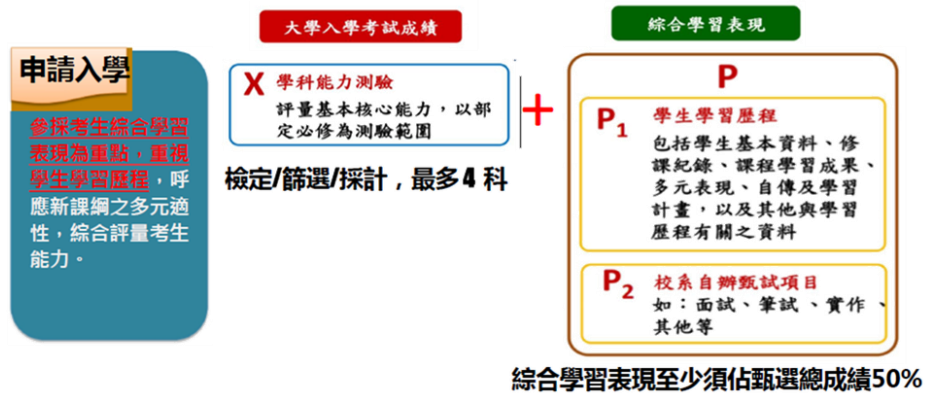 申請入學
參採考生綜合學習
表現為重點，重視
學生學習歷程，呼
應新課綱之多元適
性，綜合評量考生
能力。
大學入學考試成績
X 學科能力測驗
評量基本核心能力，以部
定必修為測驗範圍
檢定/篩選/採計，最多4 科
+
綜合學習表現
P
P1 學生學習歷程
包括學生基本資料、修
課紀錄、課程學習成果、
多元表現、自傳及學習
計畫，以及其他與學習
歷程有關之資料
P2 校系自辦甄試項目
如：面試、筆試、實作、
其他等
綜合學習表現至少須佔甄選總成績50%